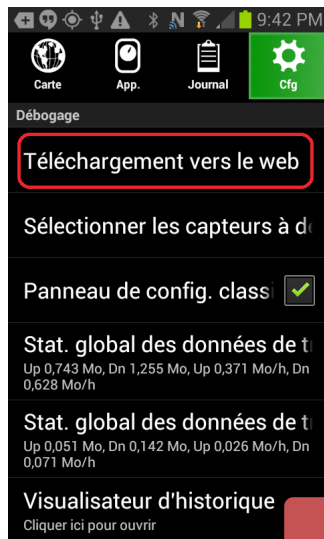 9:42 PM
Carte App. Journal Cfg
Débogage
Téléchargement vers le web
Sélectionner les capteurs à d
Panneau de config. classi
Stat. global des données de t
Up 0,743 Mo, Dn 1,255 Mo, Up 0,371 Mo/h, Dn
0,628 Mo/h
Stat. global des données de t
Up 0,051 Mo, Dn 0,142 Mo, Up 0,026 Mo/h, Dn
0,071 Mo/h
Visualisateur d'historique
Cliquer ici pour ouvrir